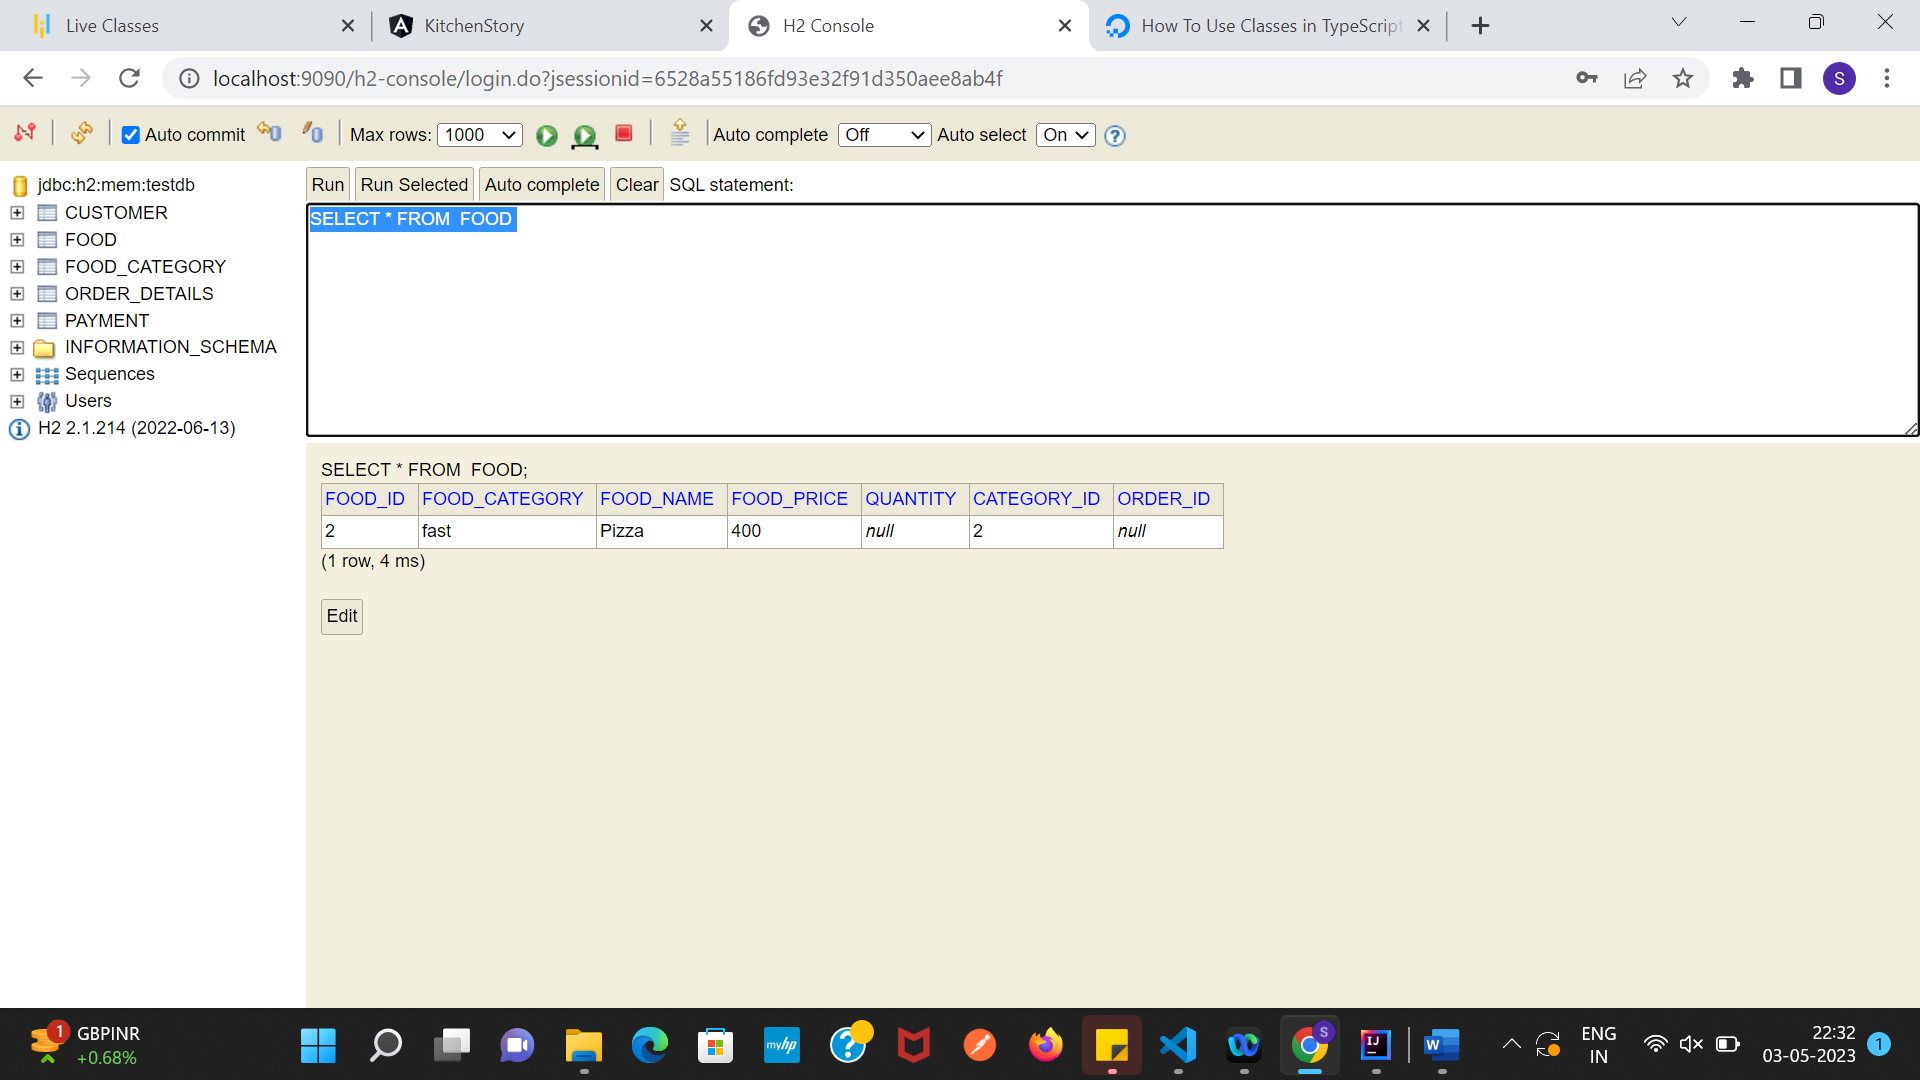 Live Classes
KitchenStory
H2 Console
How To Use Classes in TypeScript
localhost:9090/h2-console/login.do?jsessionid=6528a55186fd93e32f91d350aee8ab4f
S
Auto commit
Max rows: 1000
Auto complete Off
Auto select On
jdbc:h2:mem:testdb
CUSTOMER
FOOD
FOOD_CATEGORY
ORDER_DETAILS
PAYMENT
INFORMATION_SCHEMA
Sequences
Users
H2 2.1.214 (2022-06-13)
Run Run Selected Auto complete Clear SQL statement:
SELECT * FROM  FOOD
SELECT * FROM  FOOD;
FOOD_ID FOOD_CATEGORY FOOD_NAME FOOD_PRICE QUANTITY CATEGORY_ID ORDER_ID
2 fast Pizza 400 null 2 null
(1 row, 4 ms)
Edit
1
GBPINR
+0.68%
myhp
S
IJ
W
ENG
IN
22:32
03-05-2023
1